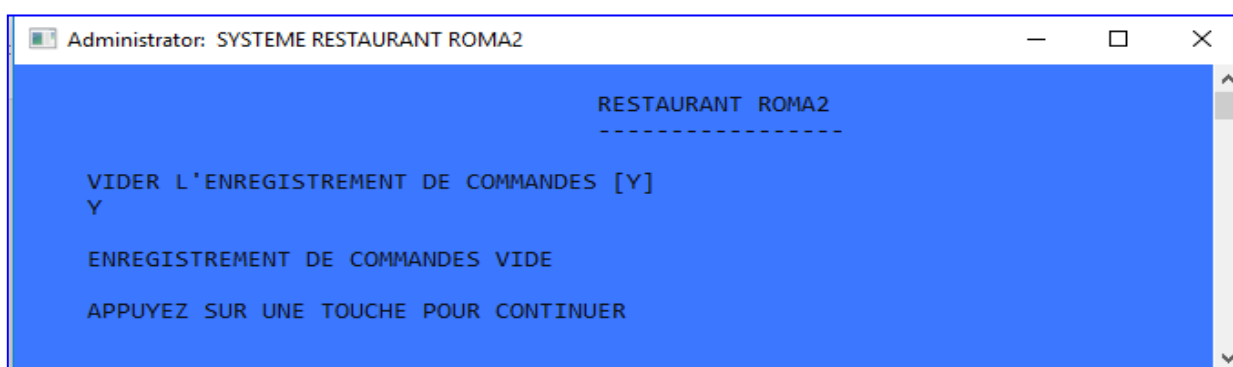 Administrator: SYSTEME RESTAURANT ROMA2
RESTAURANT ROMA2
-----------------
VIDER L'ENREGISTREMENT DE COMMANDES [Y]
Y
ENREGISTREMENT DE COMMANDES VIDE
APPUYEZ SUR UNE TOUCHE POUR CONTINUER